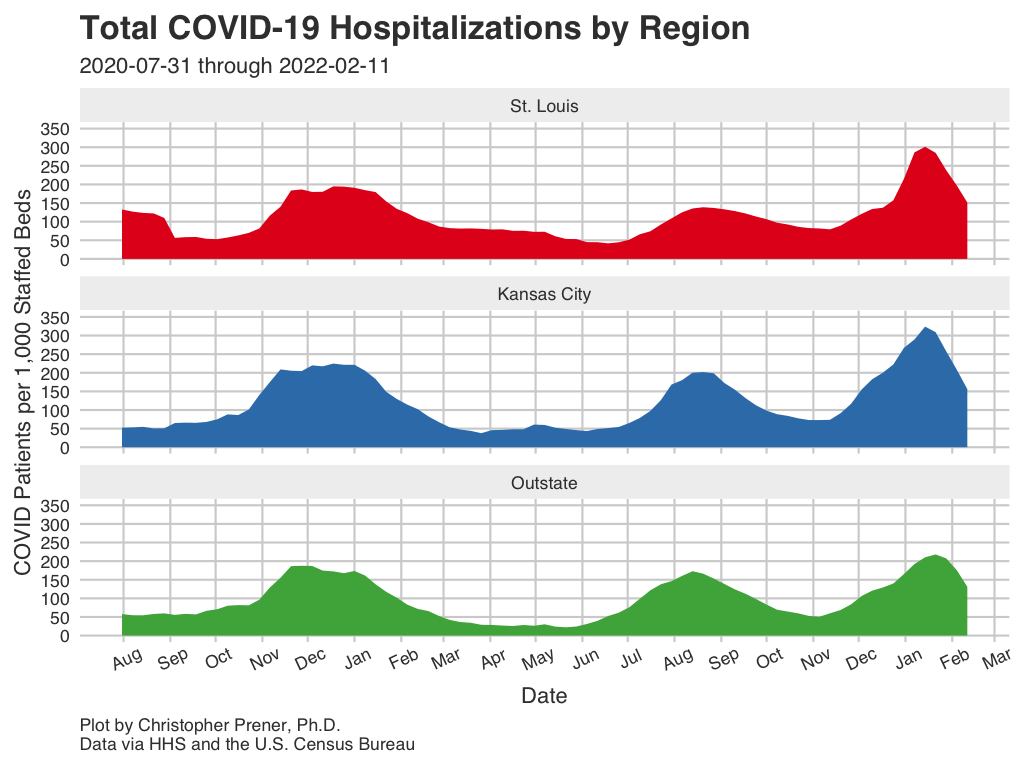 Total COVID-19 Hospitalizations by Region
2020-07-31 through 2022-02-11
COVID Patients per 1,000 Staffed Beds
St. Louis
350
300
250
200
150
100
50
0
Kansas City
350
300
250
200
150
100
50
0
Outstate
350
300
250
200
150
100
50
0
Aug Sep Oct Nov Dec Jan Feb Mar Apr May Jun Jul Aug Sep Oct Nov Dec Jan Feb Mar
Date
Plot by Christopher Prener, Ph.D.
Data via HHS and the U.S. Census Bureau